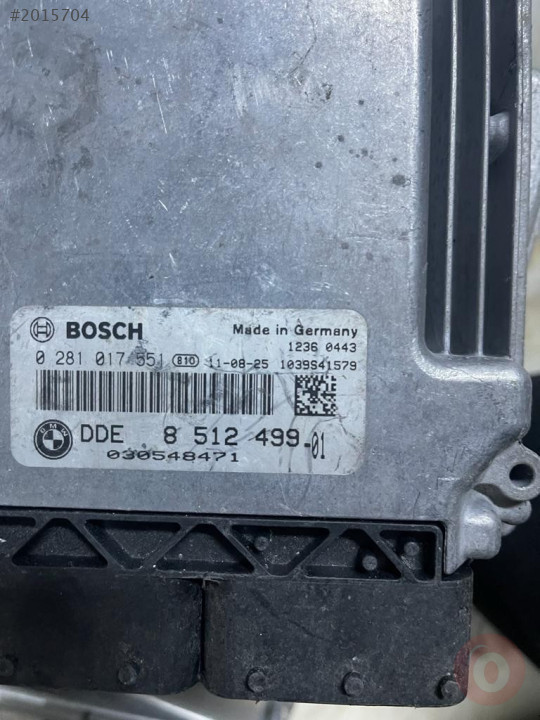 #2015704
BOSCH
Made in Germany
1236 0443
0 281 017 551 810 11-08-25 1039S41579
BMW
DDE 8 512 499-01
030548471